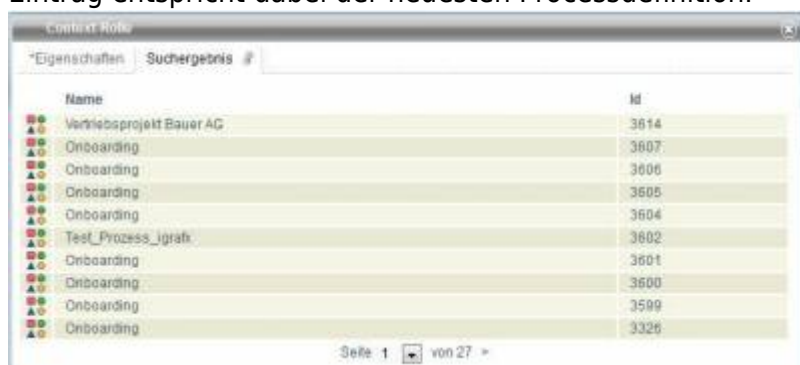 Eintrag entspricht dabei der neuesten Processdefinition.
Context Rolle
*Eigenschaften Suchergebnis
Name Id
Vertriebsprojekt Bauer AG 3614
Onboarding 3607
Onboarding 3606
Onboarding 3605
Onboarding 3604
Test_Prozess_igrafx 3602
Onboarding 3601
Onboarding 3600
Onboarding 3599
Onboarding 3326
Seite 1 von 27 »